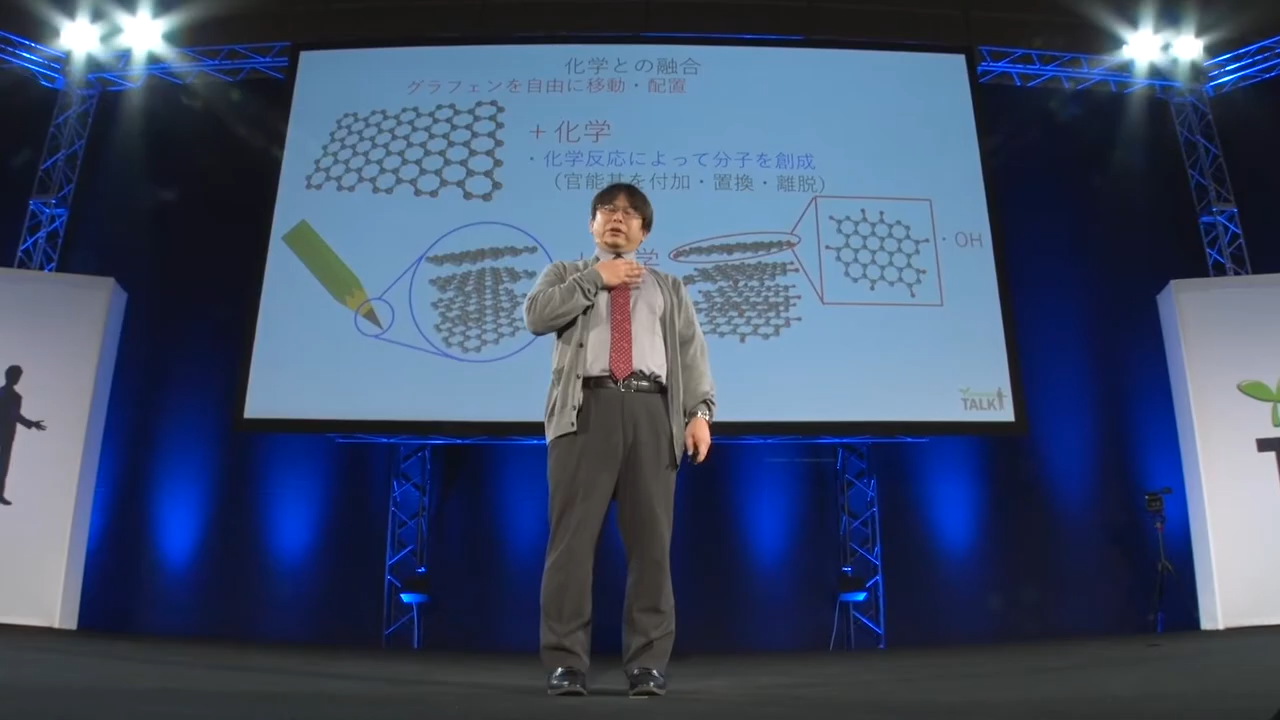 化学との融合
グラフェンを自由に移動・配置
+ 化学
・化学反応によって分子を創成
(官能基を付加・置換・離脱)
学
・OH
TALK